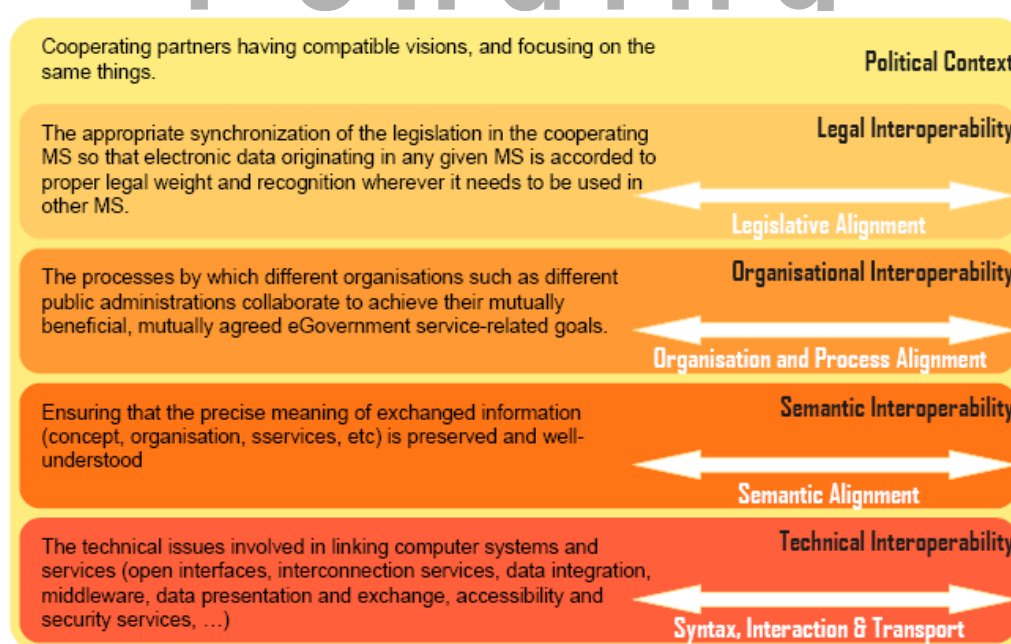 Cooperating partners having compatible visions, and focusing on the
same things.
Political Context
The appropriate synchronization of the legislation in the cooperating
MS so that electronic data originating in any given MS is accorded to
proper legal weight and recognition wherever it needs to be used in
other MS.
Legal Interoperability
Legislative Alignment
The processes by which different organisations such as different
public administrations collaborate to achieve their mutually
beneficial, mutually agreed eGovernment service-related goals.
Organisational Interoperability
Organisation and Process Alignment
Ensuring that the precise meaning of exchanged information
(concept, organisation, sservices, etc) is preserved and well-
understood
Semantic Interoperability
Semantic Alignment
The technical issues involved in linking computer systems and
services (open interfaces, interconnection services, data integration,
middleware, data presentation and exchange, accessibility and
security services, …)
Technical Interoperability
Syntax, Interaction & Transport